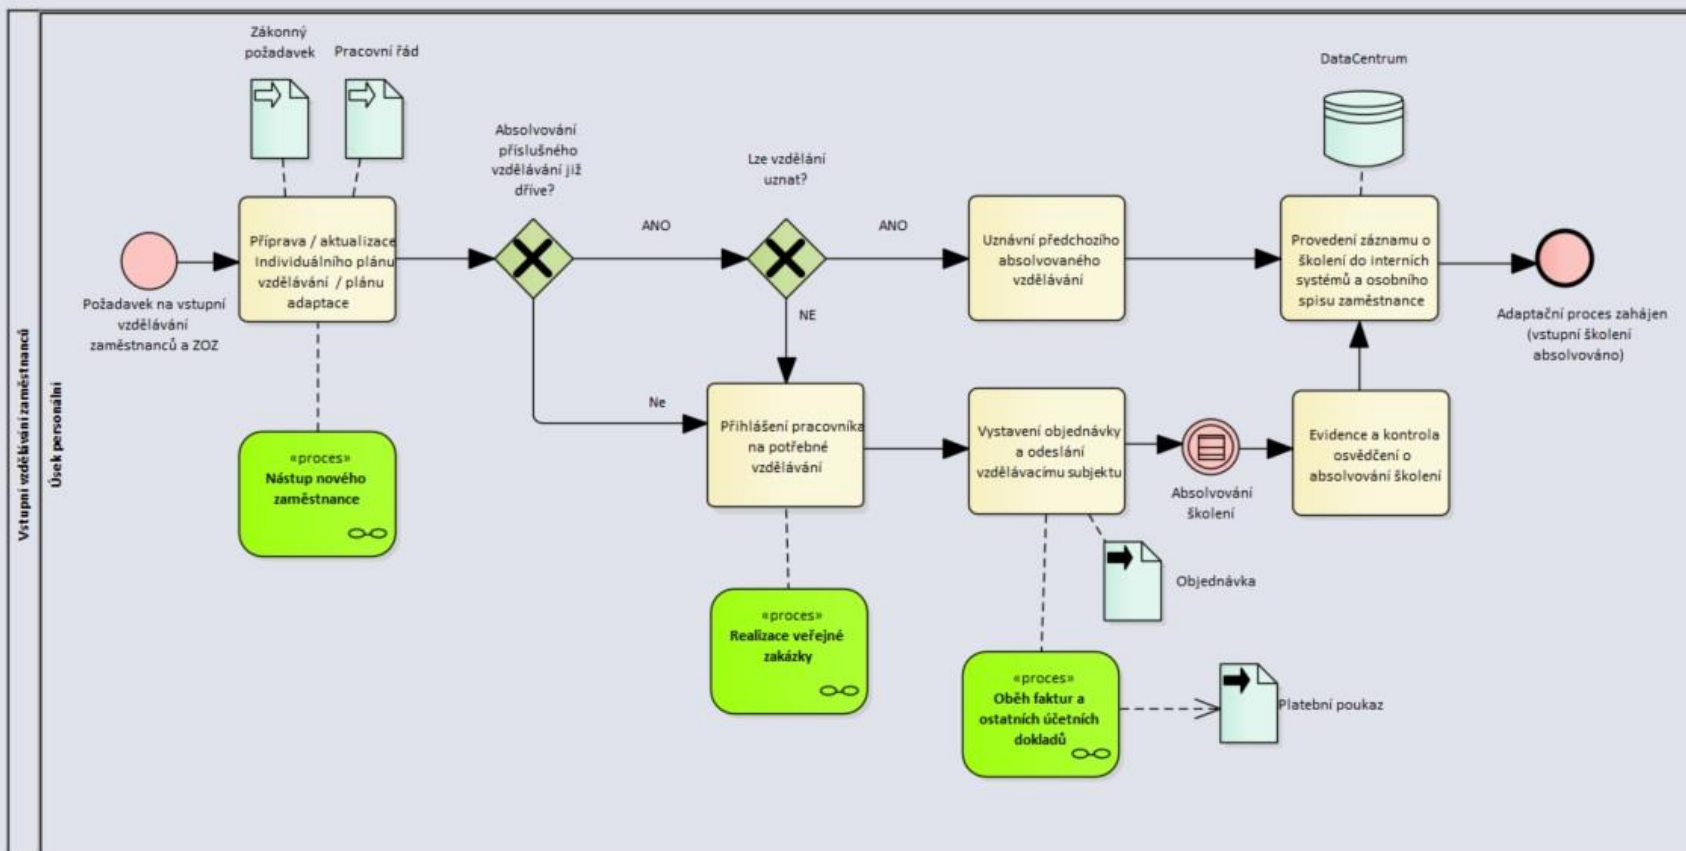 Vstupní vzdělávání zaměstnanců
Úsek personální
Zákonný
požadavek
Pracovní řád
Požadavek na vstupní
vzdělávání
zaměstnanců a ZOZ
Příprava / aktualizace
Individuálního plánu
vzdělávání / plánu
adaptace
«proces»
Nástup nového
zaměstnance
Absolvování
příslušného
vzdělávání již
dříve?
ANO
Ne
Lze vzdělání
uznat?
ANO
NE
Uznávní předchozího
absolvovaného
vzdělávání
DataCentrum
Provedení záznamu o
školení do interních
systémů a osobního
spisu zaměstnance
Adaptační proces zahájen
(vstupní školení
absolvováno)
Přihlášení pracovníka
na potřebné
vzdělávání
Vystavení objednávky
a odeslání
vzdělávacímu subjektu
Absolvování
školení
Evidence a kontrola
osvědčení o
absolvování školení
Objednávka
«proces»
Realizace veřejné
zakázky
«proces»
Oběh faktur a
ostatních účetních
dokladů
Platební poukaz